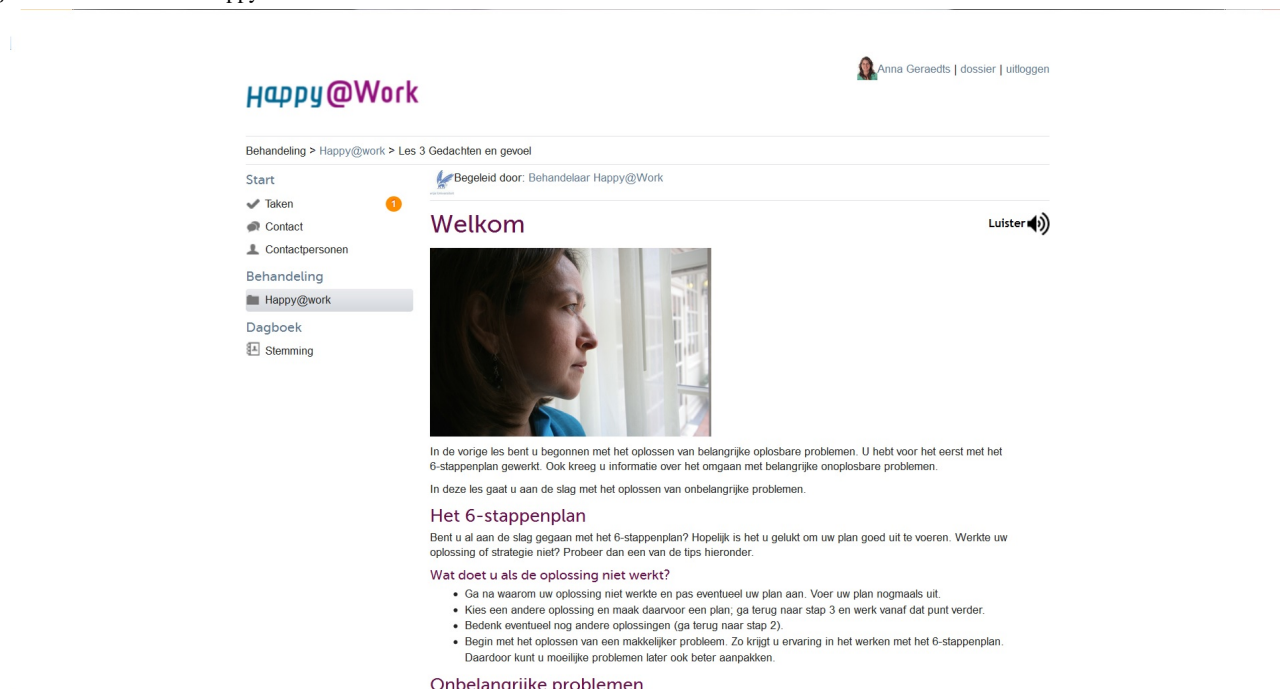 Happy@Work
Anna Geraedts | dossier | uitloggen
Behandeling > Happy@work > Les 3 Gedachten en gevoel
Start
Taken 1
Contact
Contactpersonen
Behandeling
Happy@work
Dagboek
Stemming
Begeleid door: Behandelaar Happy@Work
Welkom
Luister
In de vorige les bent u begonnen met het oplossen van belangrijke oplosbare problemen. U hebt voor het eerst met het
6-stappenplan gewerkt. Ook kreeg u informatie over het omgaan met belangrijke onoplosbare problemen.
In deze les gaat u aan de slag met het oplossen van onbelangrijke problemen.
Het 6-stappenplan
Bent u al aan de slag gegaan met het 6-stappenplan? Hopelijk is het u gelukt om uw plan goed uit te voeren. Werkte uw
oplossing of strategie niet? Probeer dan een van de tips hieronder.
Wat doet u als de oplossing niet werkt?
• Ga na waarom uw oplossing niet werkte en pas eventueel uw plan aan. Voer uw plan nogmaals uit.
• Kies een andere oplossing en maak daarvoor een plan; ga terug naar stap 3 en werk vanaf dat punt verder.
• Bedenk eventueel nog andere oplossingen (ga terug naar stap 2).
• Begin met het oplossen van een makkelijker probleem. Zo krijgt u ervaring in het werken met het 6-stappenplan.
Daardoor kunt u moeilijke problemen later ook beter aanpakken.
Onbelangrijke problemen